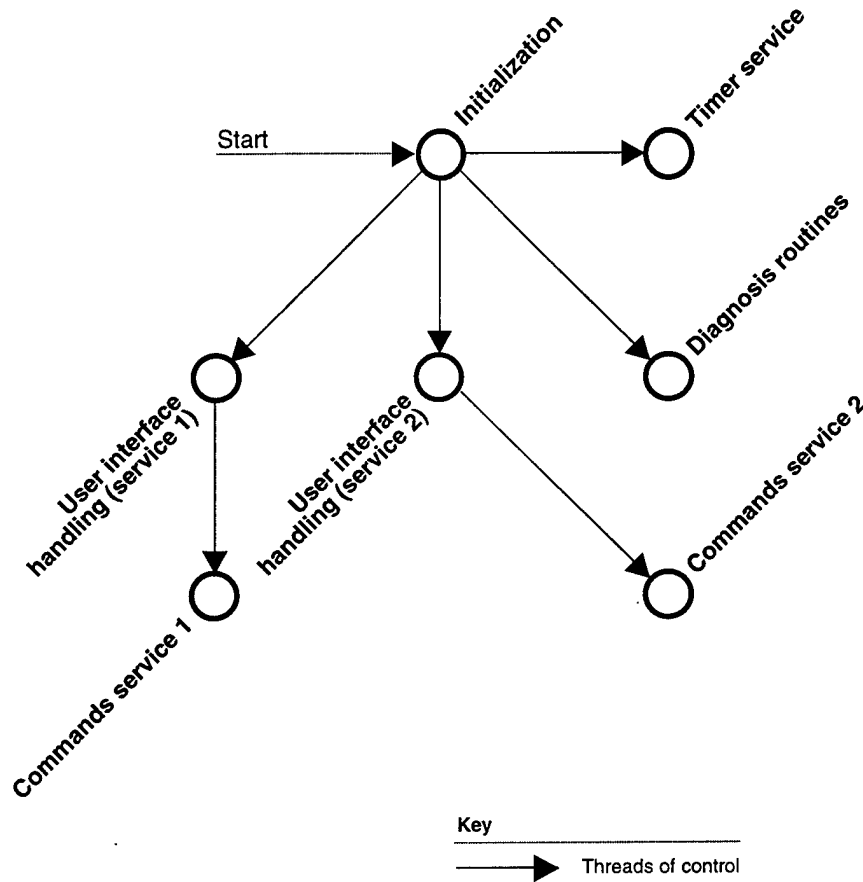 Initialization
Timer service
Start
Diagnosis routines
User interface
handling (service 1)
User interface
handling (service 2)
Commands service 2
Commands service 1
Key
Threads of control